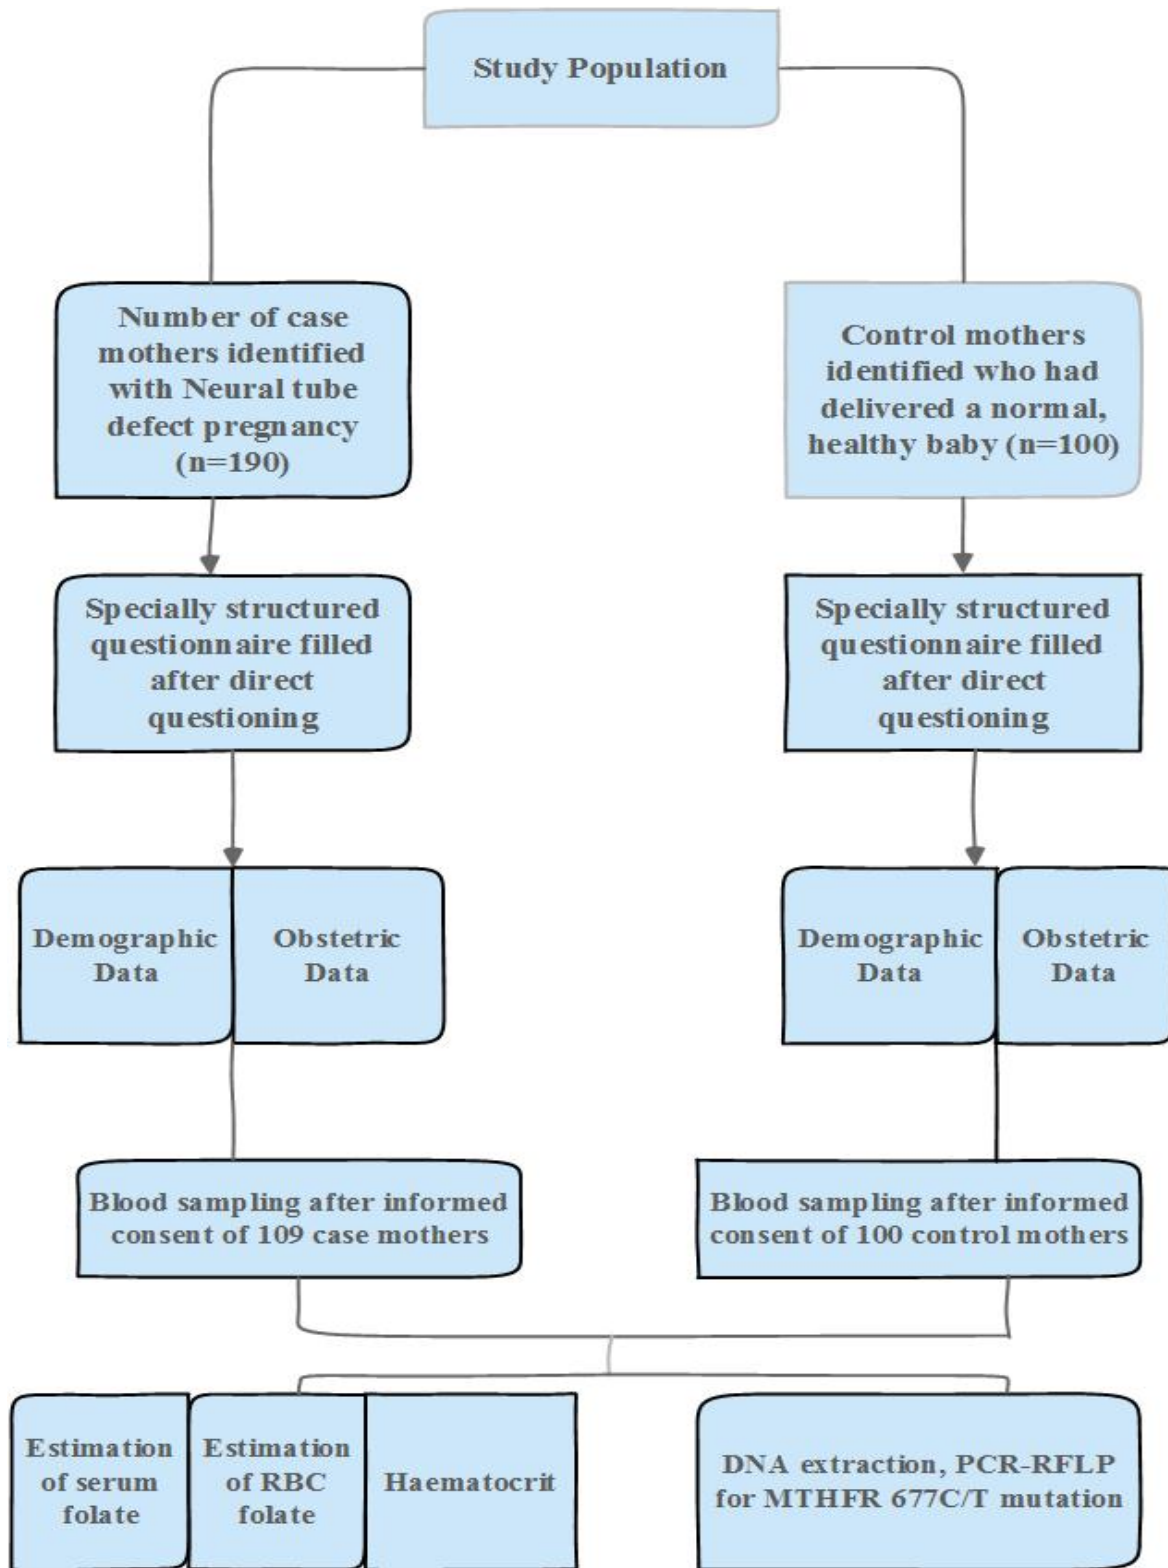 Study Population
Number of case
mothers identified
with Neural tube
defect pregnancy
(n=190)
Control mothers
identified who had
delivered a normal,
healthy baby (n=100)
Specially structured
questionnaire filled
after direct
questioning
Specially structured
questionnaire filled
after direct
questioning
Demographic
Data
Obstetric
Data
Demographic
Data
Obstetric
Data
Blood sampling after informed
consent of 109 case mothers
Blood sampling after informed
consent of 100 control mothers
Estimation
of serum
folate
Estimation
of RBC
folate
Haematocrit
DNA extraction, PCR-RFLP
for MTHFR 677C/T mutation